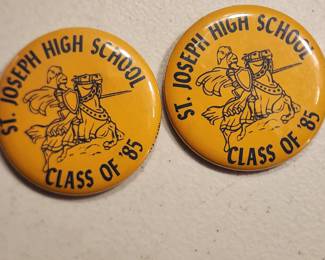 ST. JOSEPH HIGH SCHOOL
CLASS OF '85
ST. JOSEPH HIGH SCHOOL
CLASS OF '85